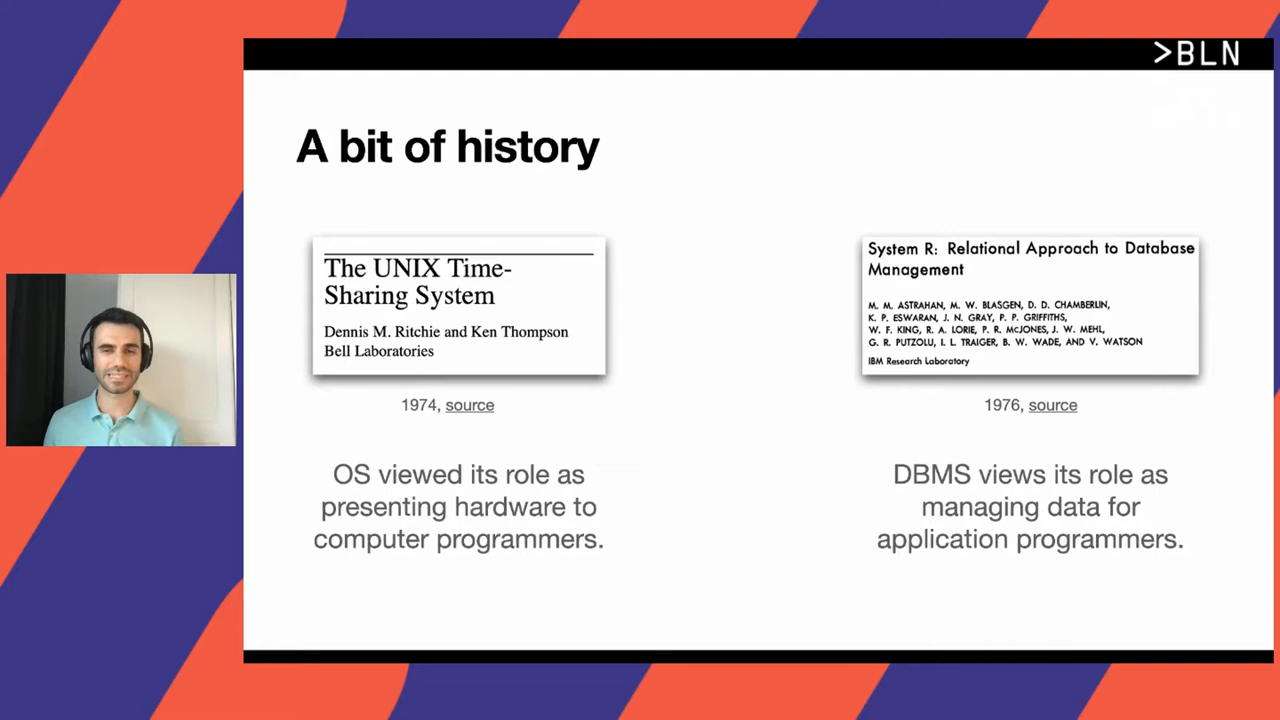 >BLN
A bit of history
The UNIX Time-
Sharing System
Dennis M. Ritchie and Ken Thompson
Bell Laboratories
1974, source
OS viewed its role as
presenting hardware to
computer programmers.
System R: Relational Approach to Database
Management
M. M. ASTRAHAN, M. W. BLASGEN, D. D. CHAMBERLIN,
K. P. ESWARAN, J. N. GRAY, P. P. GRIFFITHS,
W. F. KING, R. A. LORIE, P. R. McJONES, J. W. MEHL,
G. R. PUTZOLU, I. L. TRAIGER, B. W. WADE, AND V. WATSON
IBM Research Laboratory
1976, source
DBMS views its role as
managing data for
application programmers.